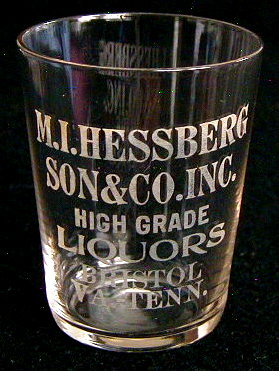 M.I.HESSBERG
SON&CO.INC.
HIGH GRADE
LIQUORS
BRISTOL
VA-TENN.